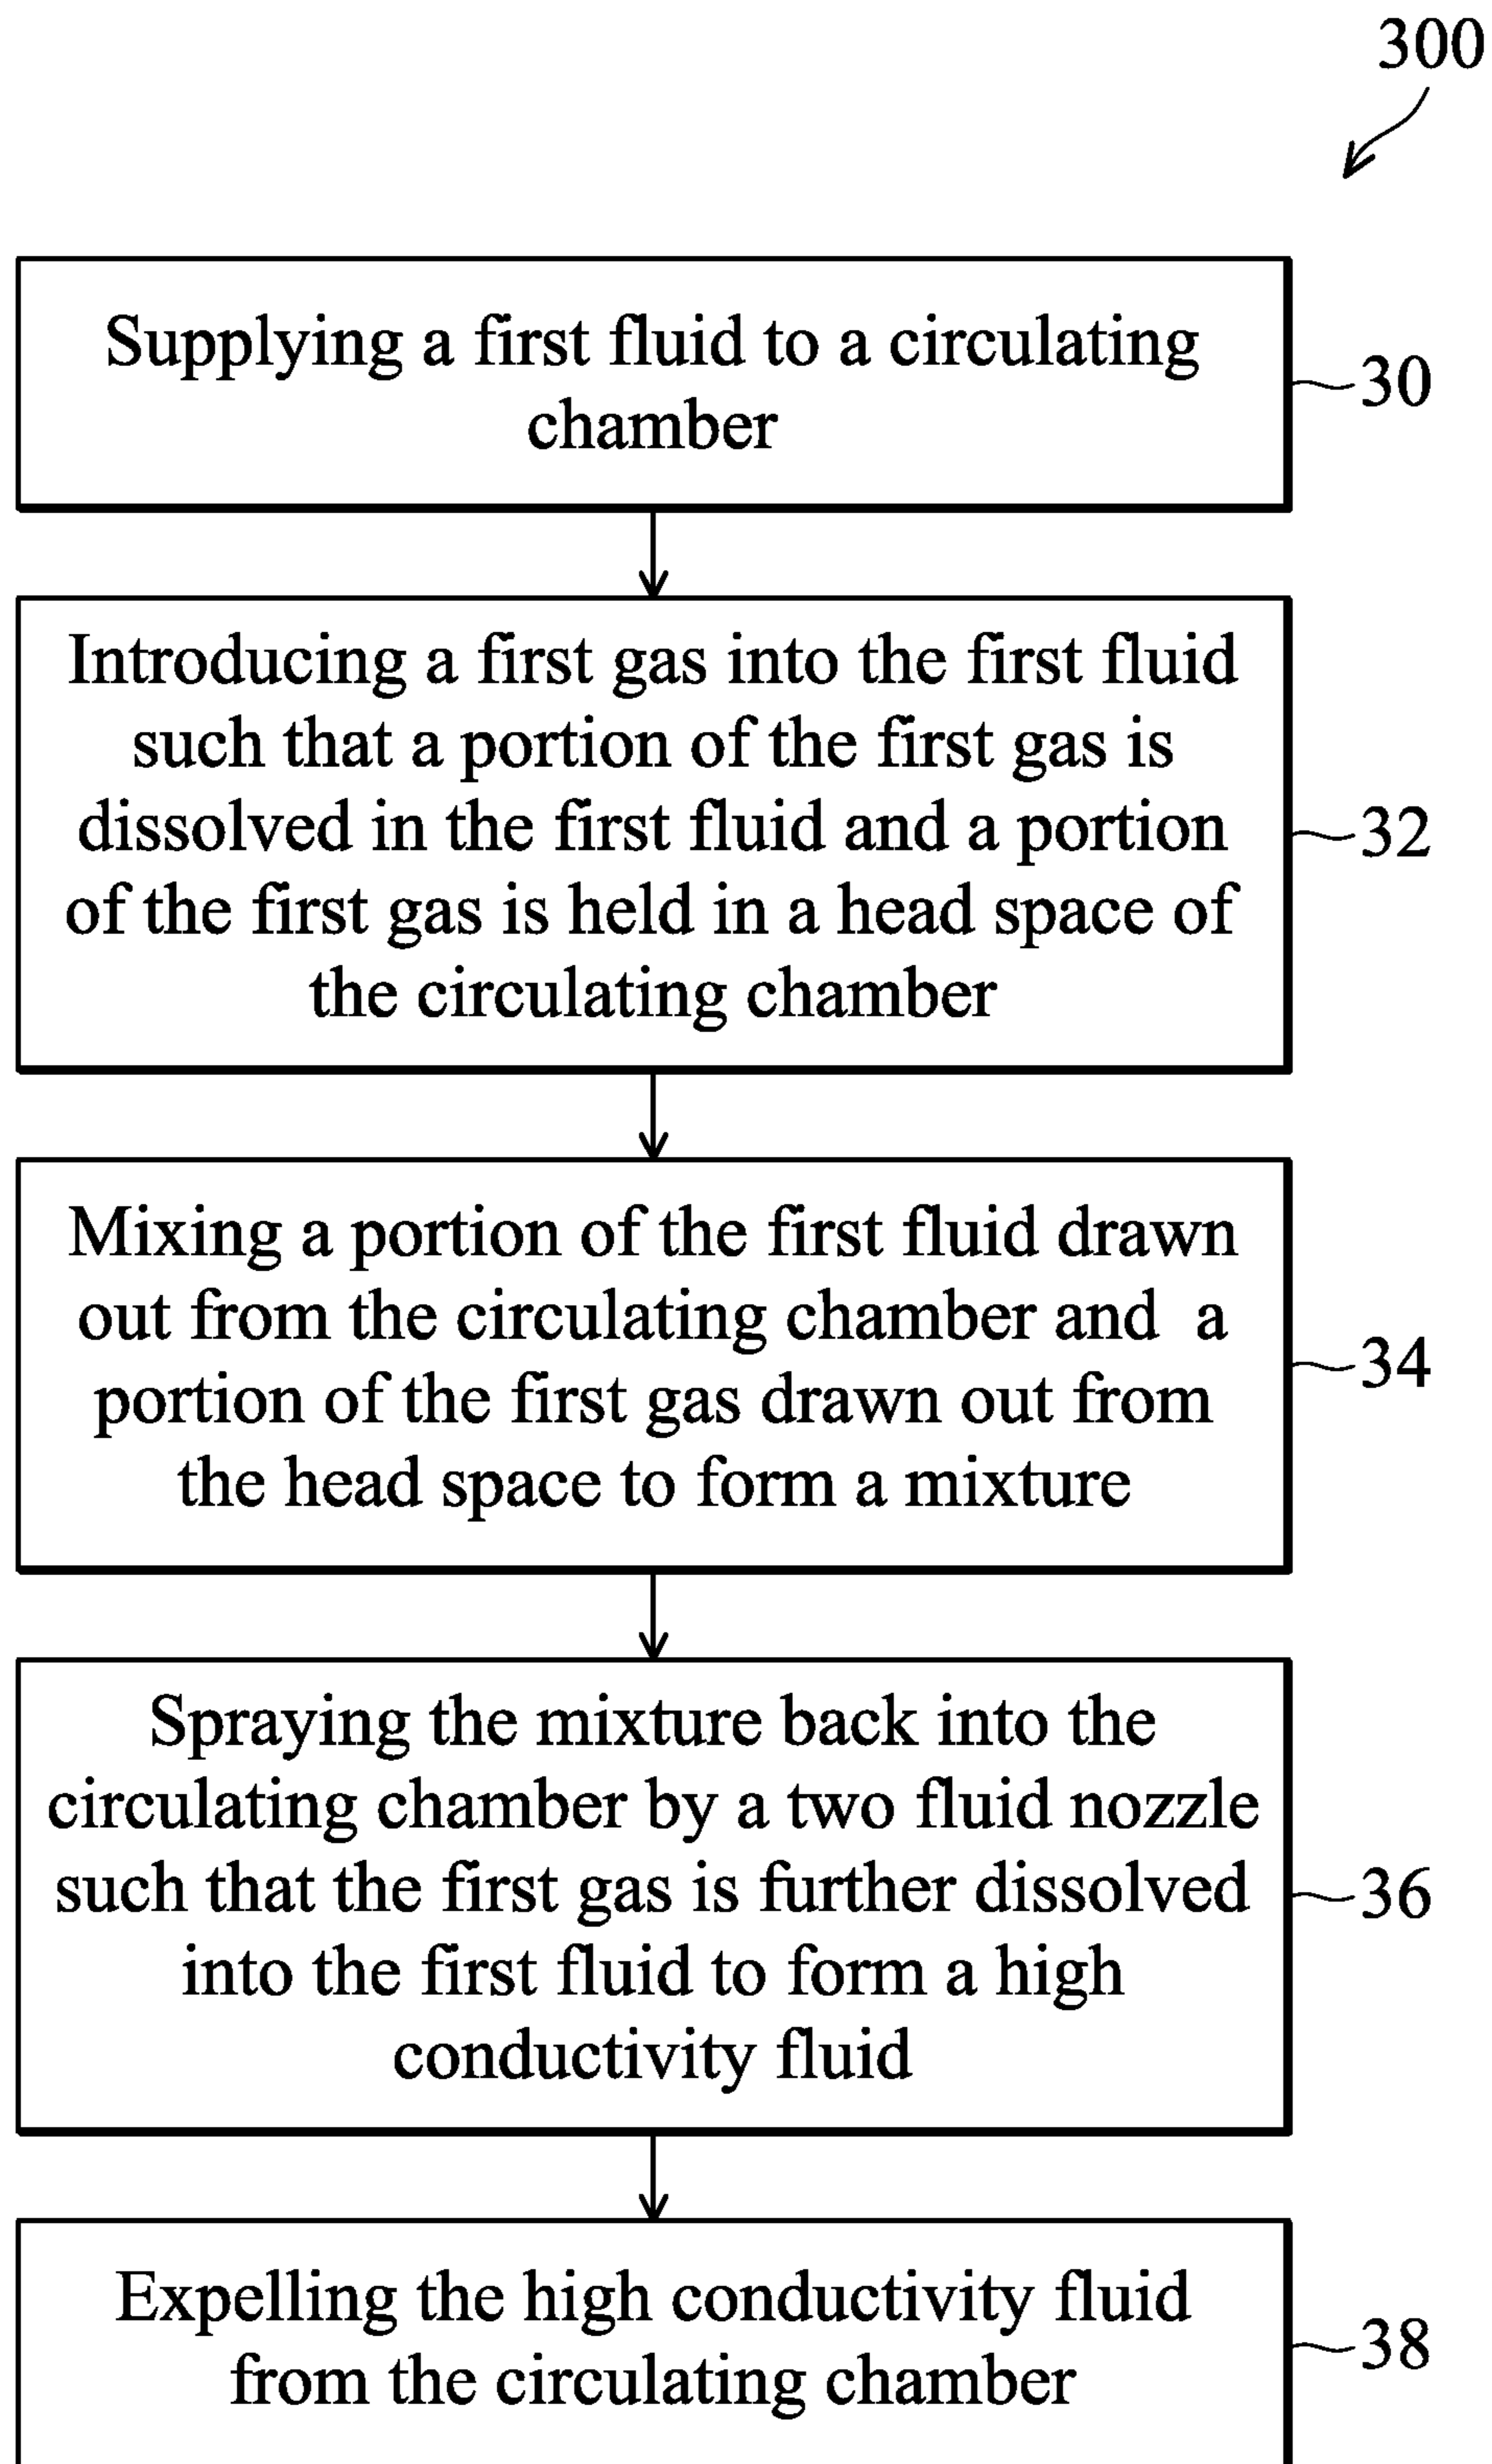 300
Supplying a first fluid to a circulating
chamber
30
Introducing a first gas into the first fluid
such that a portion of the first gas is
dissolved in the first fluid and a portion
of the first gas is held in a head space of
the circulating chamber
32
Mixing a portion of the first fluid drawn
out from the circulating chamber and a
portion of the first gas drawn out from
the head space to form a mixture
34
Spraying the mixture back into the
circulating chamber by a two fluid nozzle
such that the first gas is further dissolved
into the first fluid to form a high
conductivity fluid
36
Expelling the high conductivity fluid
from the circulating chamber
38